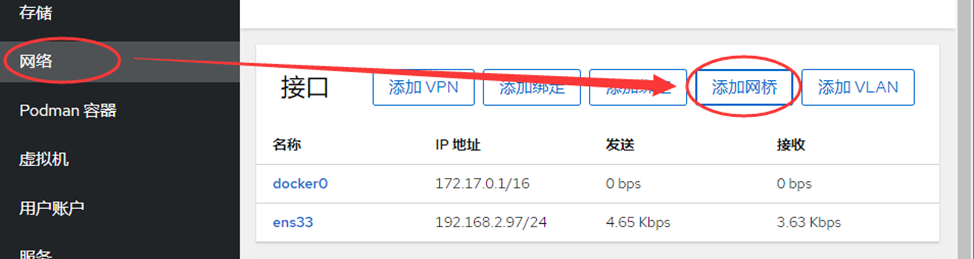 存储
网络
Podman 容器
虚拟机
用户账户
服务
接口
添加 VPN
添加绑定
添加网桥
添加 VLAN
名称 IP 地址 发送 接收
docker0 172.17.0.1/16 0 bps 0 bps
ens33 192.168.2.97/24 4.65 Kbps 3.63 Kbps